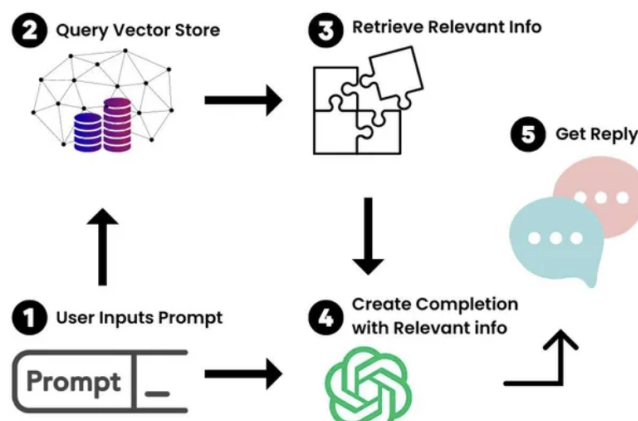 2 Query Vector Store
3 Retrieve Relevant Info
5 Get Reply
1 User Inputs Prompt
Prompt _
4 Create Completion
with Relevant info